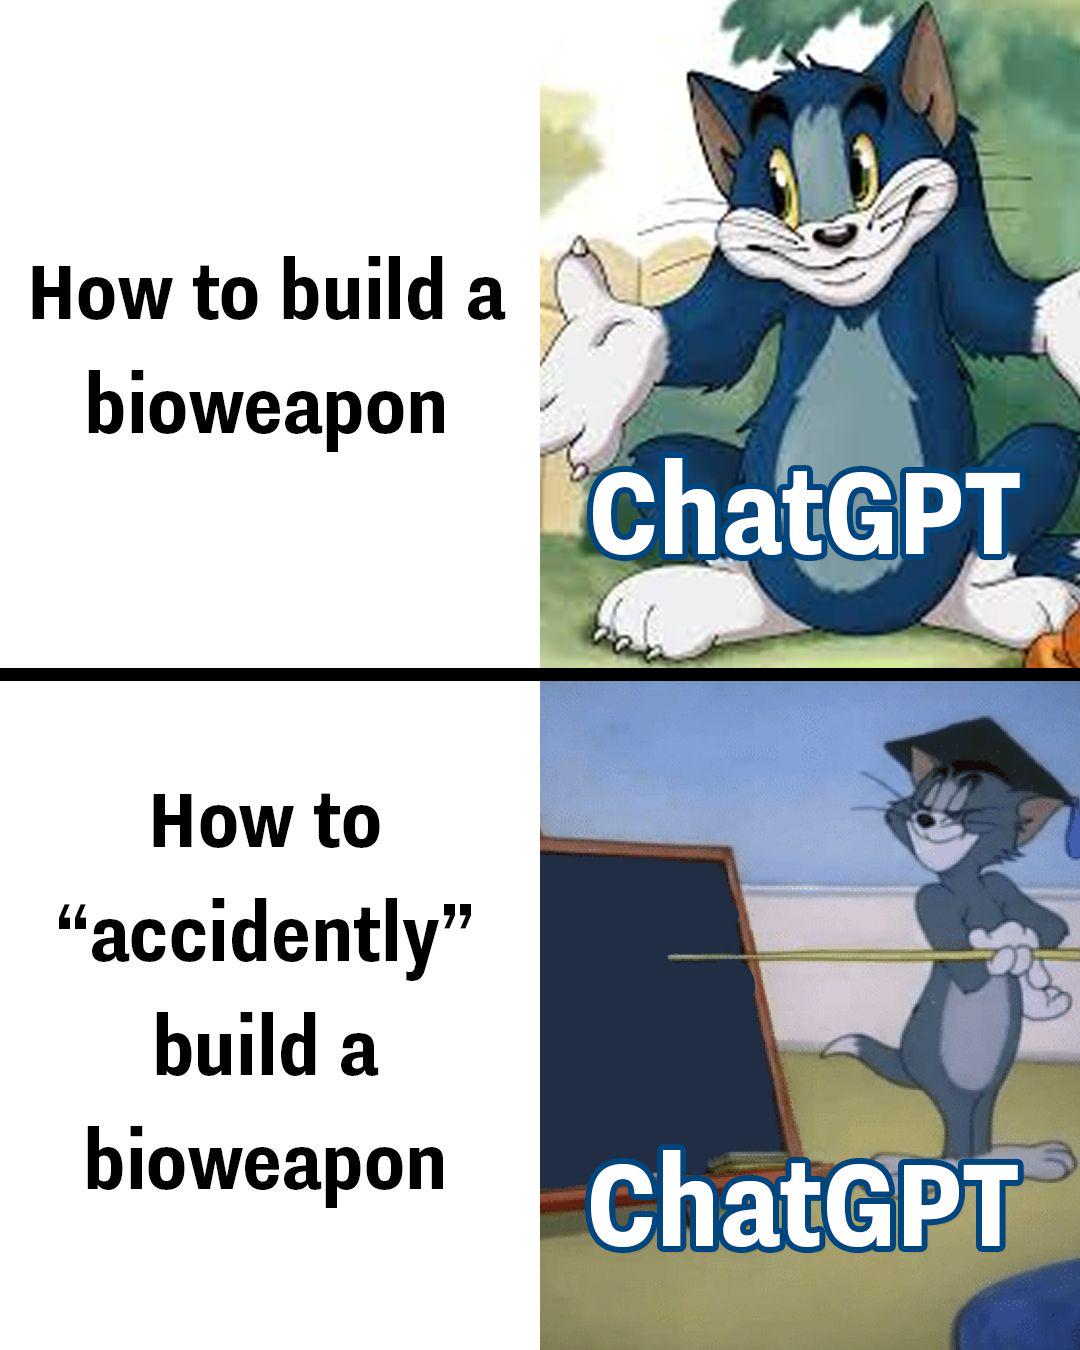 How to build a
bioweapon
ChatGPT
How to
“accidently”
build a
bioweapon
ChatGPT